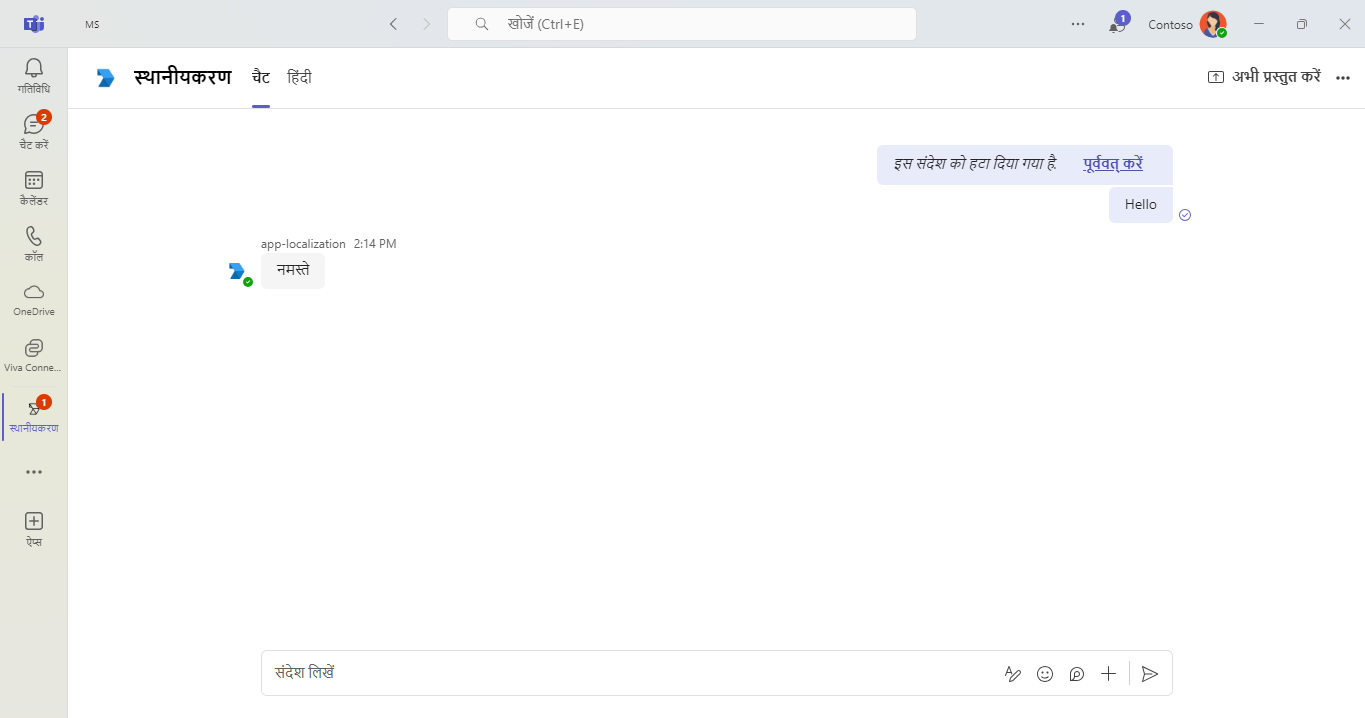 MS
खोजें (Ctrl+E)
1
Contoso
गतिविधि
2
चैट करें
कैलेंडर
कॉल
OneDrive
Viva Conne...
1
स्थानीयकरण
ऐप्स
स्थानीयकरण
चैट
हिंदी
अभी प्रस्तुत करें
इस संदेश को हटा दिया गया है. पूर्ववत् करें
Hello
app-localization 2:14 PM
नमस्ते
संदेश लिखें